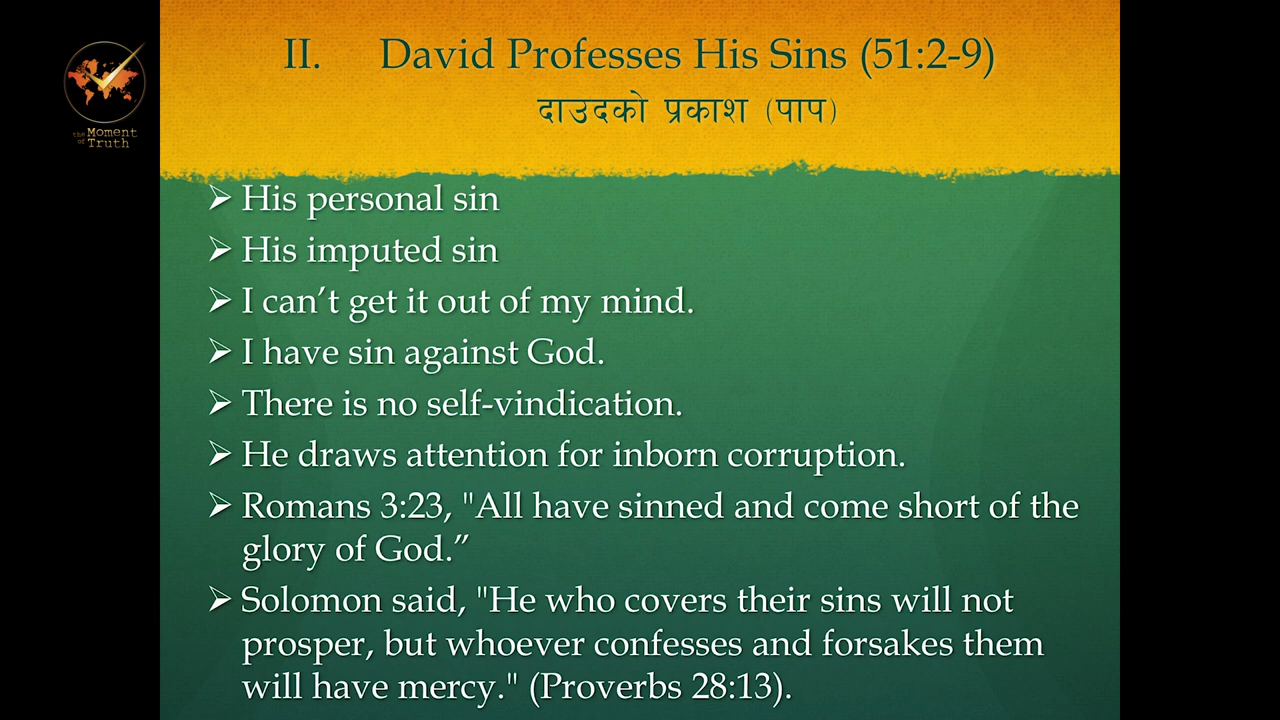 the Moment
of Truth
II. David Professes His Sins (51:2-9)
दाउदको प्रकाश (पाप)
➢ His personal sin
➢ His imputed sin
➢ I can’t get it out of my mind.
➢ I have sin against God.
➢ There is no self-vindication.
➢ He draws attention for inborn corruption.
➢ Romans 3:23, "All have sinned and come short of the
glory of God.”
➢ Solomon said, "He who covers their sins will not
prosper, but whoever confesses and forsakes them
will have mercy." (Proverbs 28:13).